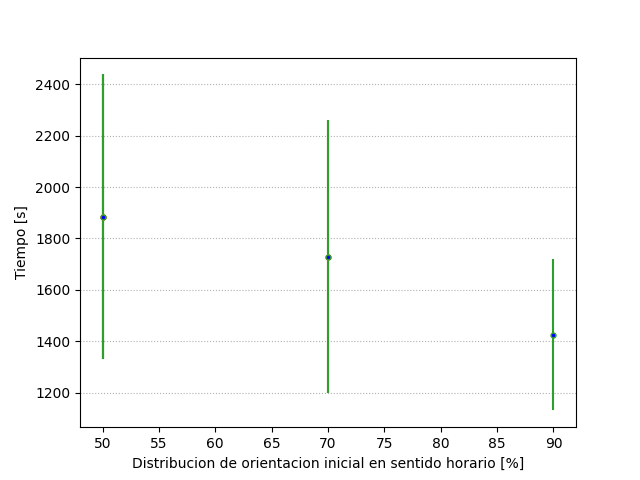 2400
2200
2000
1800
1600
1400
1200
Tiempo [s]
50 55 60 65 70 75 80 85 90
Distribucion de orientacion inicial en sentido horario [%]